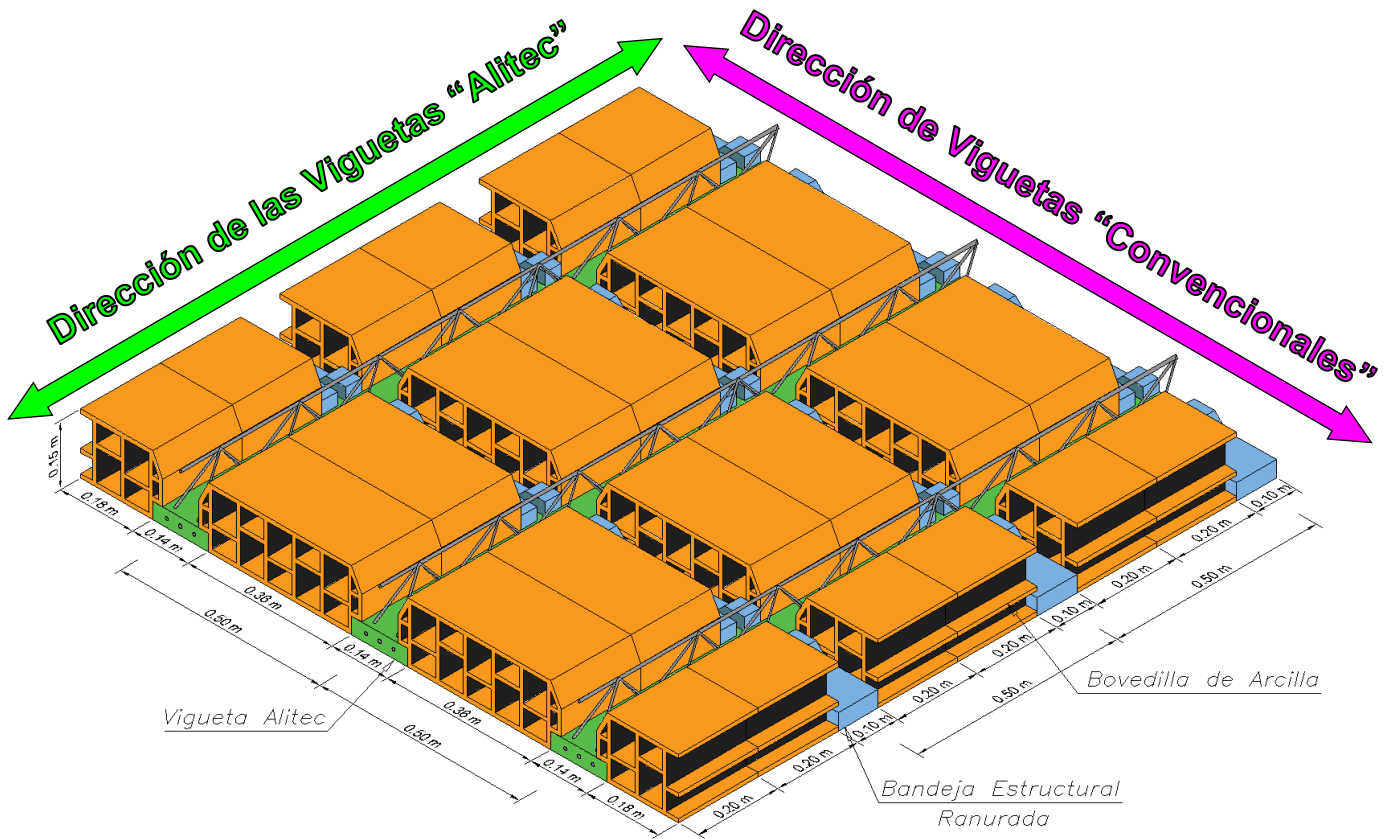 Dirección de las Viguetas “Alitec”
Dirección de Viguetas “Convencionales”
0.15 m
0.18 m
0.14 m
0.36 m
0.14 m
0.36 m
0.14 m
0.18 m
0.50 m
0.50 m
0.20 m
0.20 m
0.10 m
0.20 m
0.20 m
0.10 m
0.20 m
0.20 m
0.10 m
0.50 m
0.50 m
Vigueta Alitec
Bovedilla de Arcilla
Bandeja Estructural
Ranurada